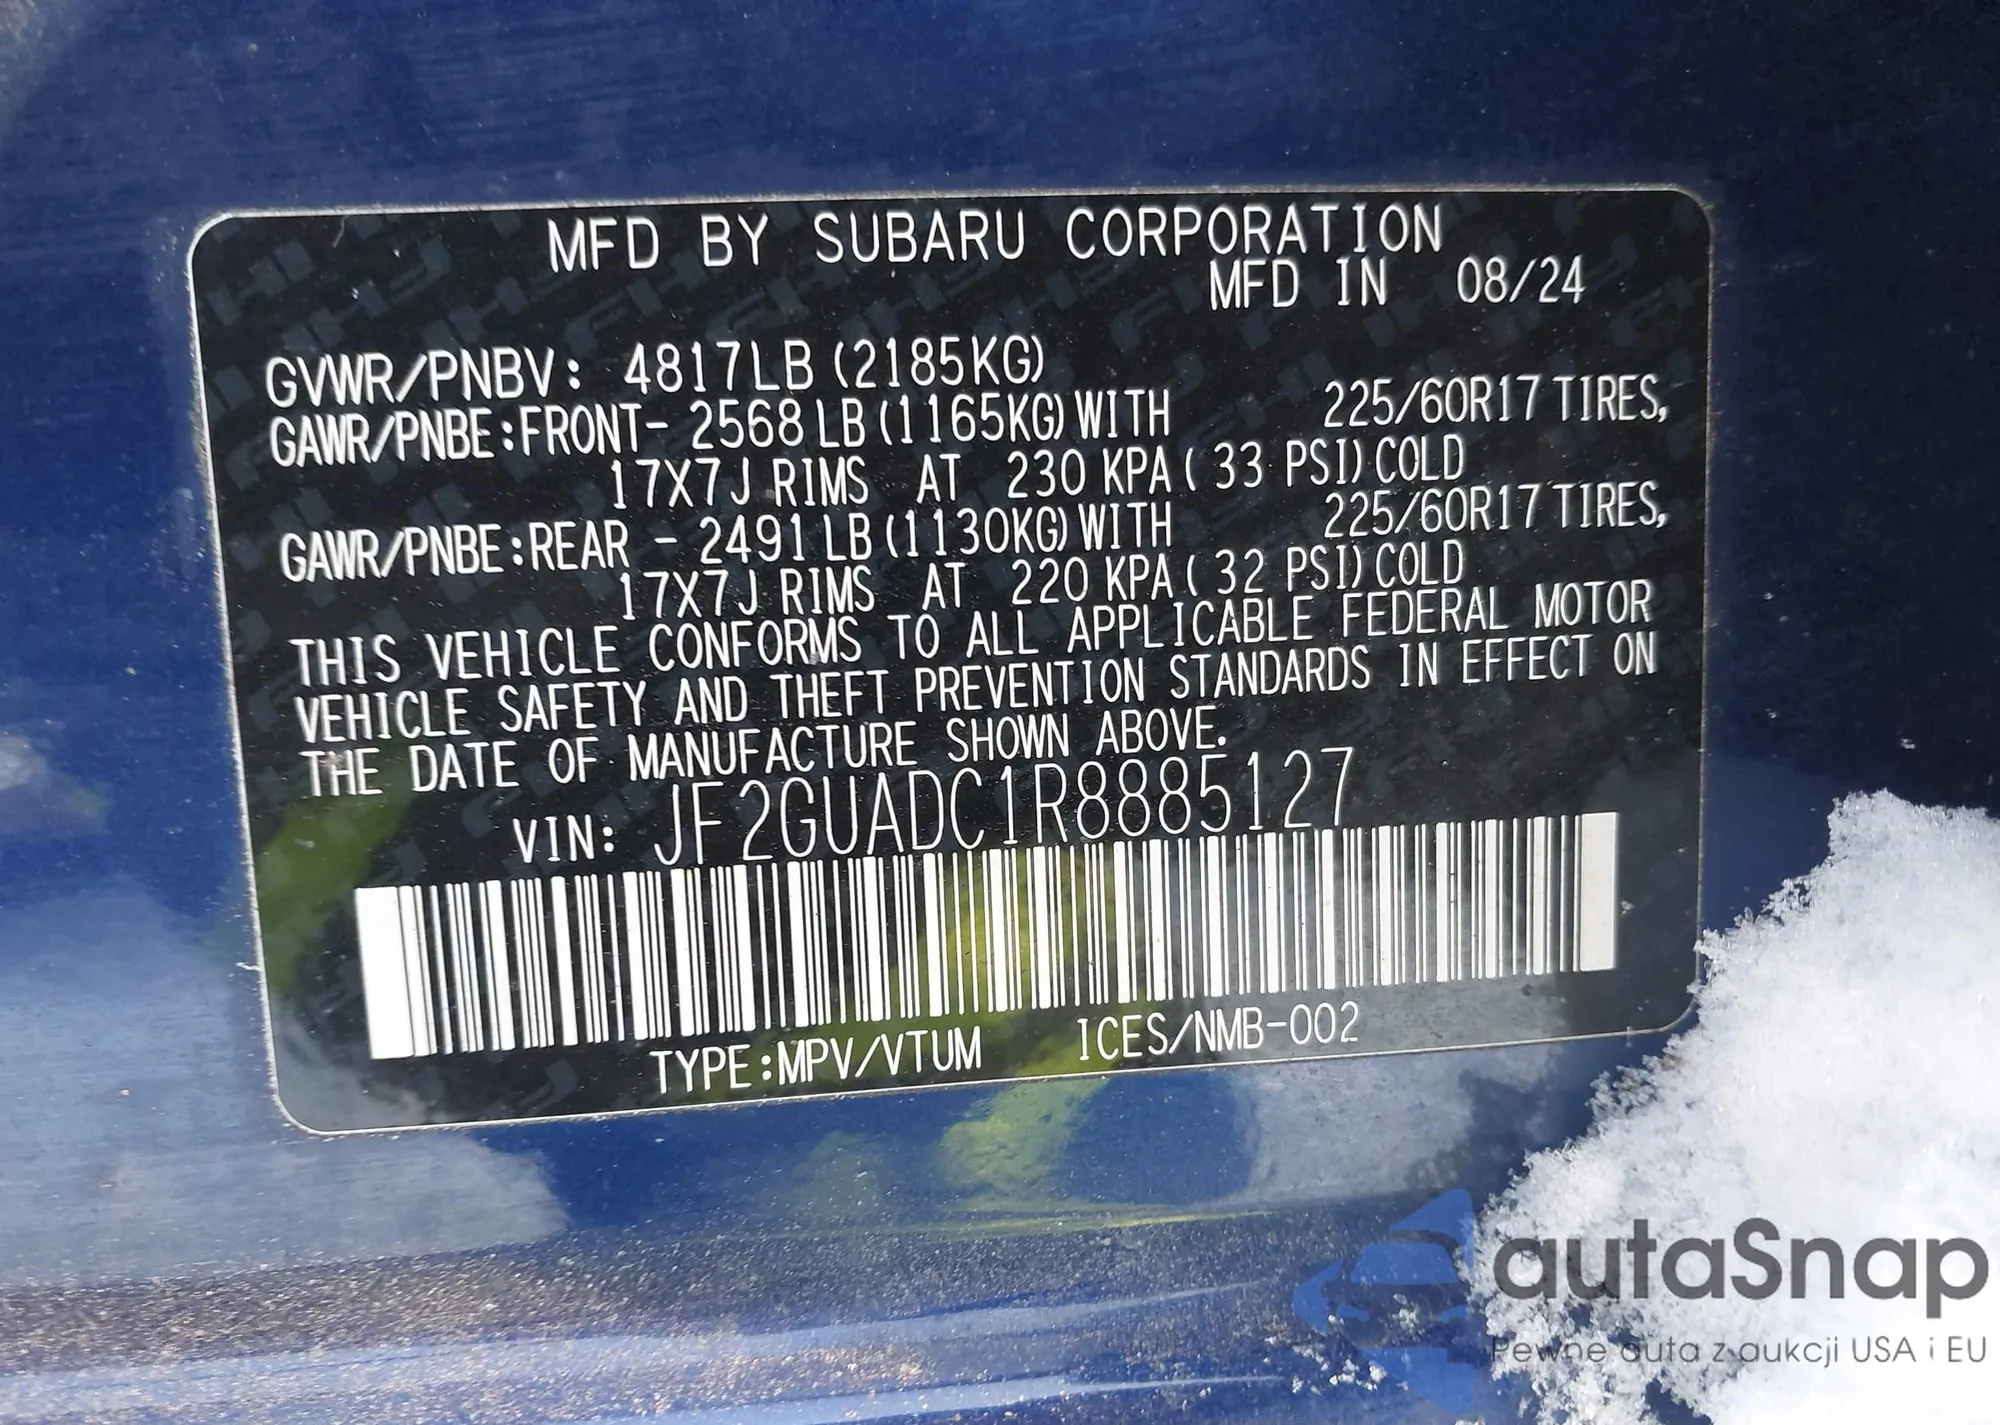 MFD BY SUBARU CORPORATION
MFD IN 08/24
GVWR/PNBV: 4817LB (2185KG)
GAWR/PNBE:FRONT- 2568 LB (1165KG) WITH 225/60R17 TIRES,
17X7J RIMS AT 230 KPA ( 33 PSI) COLD
GAWR/PNBE:REAR - 2491 LB (1130KG) WITH 225/60R17 TIRES,
17X7J RIMS AT 220 KPA ( 32 PSI) COLD
THIS VEHICLE CONFORMS TO ALL APPLICABLE FEDERAL MOTOR
VEHICLE SAFETY AND THEFT PREVENTION STANDARDS IN EFFECT ON
THE DATE OF MANUFACTURE SHOWN ABOVE.
VIN: JF2GUADC1R8885127
TYPE:MPV/VTUM ICES/NMB-002
autaSnap
Pewne auta z aukcji USA i EU